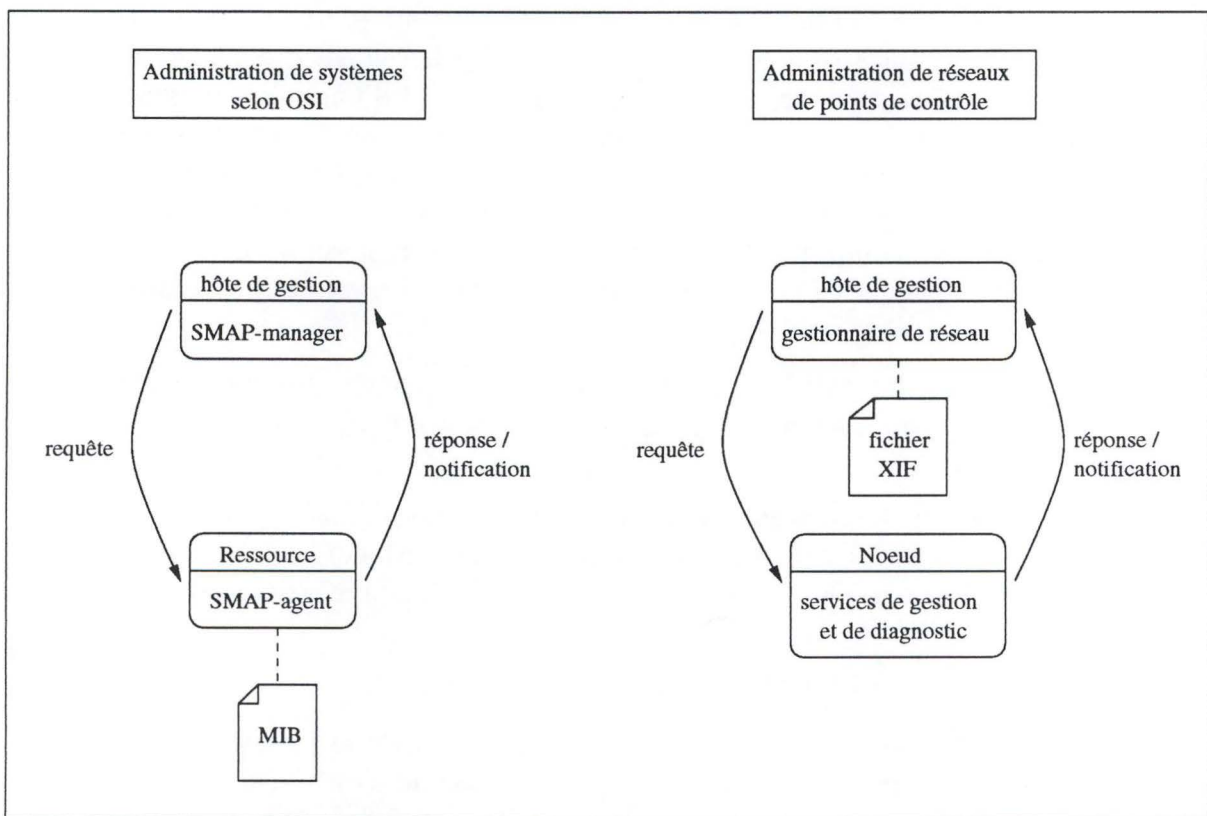 Administration de systèmes
selon OSI
hôte de gestion
SMAP-manager
requête
réponse /
notification
Ressource
SMAP-agent
MIB
Administration de réseaux
de points de contrôle
hôte de gestion
gestionnaire de réseau
fichier
XIF
requête
réponse /
notification
Noeud
services de gestion
et de diagnostic